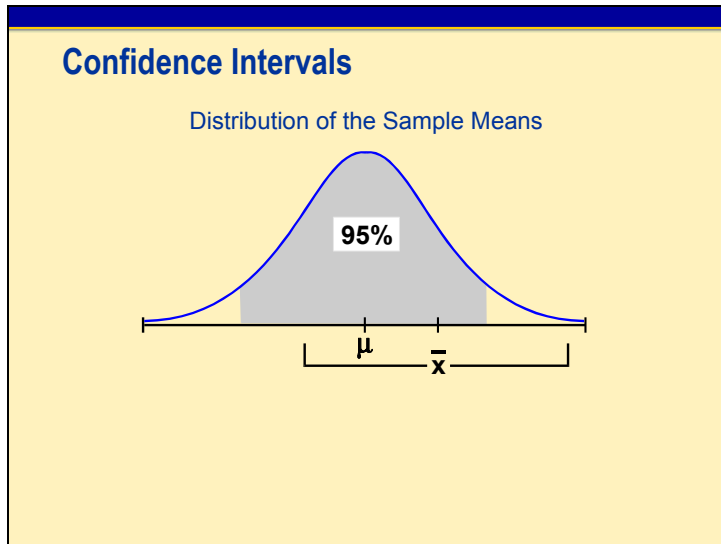 Confidence Intervals
Distribution of the Sample Means
95%
μ
x̄